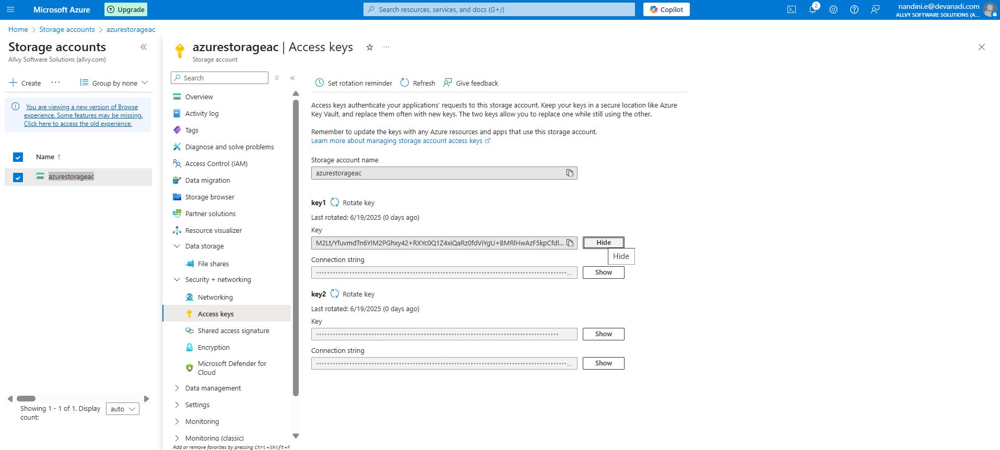 Microsoft Azure
Upgrade
Search resources, services, and docs (G+/)
Copilot
2
nandini.e@devanadi.com
ALLVY SOFTWARE SOLUTIONS (A...
Home > Storage accounts > azurestorageac
Storage accounts
Allvy Software Solutions (allvy.com)
Create
Group by none
You are viewing a new version of Browse
experience. Some features may be missing.
Click here to access the old experience.
Name ↑
azurestorageac
Showing 1 - 1 of 1. Display
count:
auto
azurestorageac | Access keys
Storage account
Search
Overview
Activity log
Tags
Diagnose and solve problems
Access Control (IAM)
Data migration
Storage browser
Partner solutions
Resource visualizer
Data storage
File shares
Security + networking
Networking
Access keys
Shared access signature
Encryption
Microsoft Defender for
Cloud
Data management
Settings
Monitoring
Monitoring (classic)
Add or remove favorites by pressing Ctrl+Shift+F
Set rotation reminder
Refresh
Give feedback
Access keys authenticate your applications' requests to this storage account. Keep your keys in a secure location like Azure
Key Vault, and replace them often with new keys. The two keys allow you to replace one while still using the other.
Remember to update the keys with any Azure resources and apps that use this storage account.
Learn more about managing storage account access keys
Storage account name
azurestorageac
key1
Rotate key
Last rotated: 6/19/2025 (0 days ago)
Key
M2Lt/YfuvmdTn6YIM2PGhxy42+RXYc0Q1Z4xiQaRz0fdViYgU+BMRlHwAzF5kpCfdl...
Hide
Hide
Connection string
Show
key2
Rotate key
Last rotated: 6/19/2025 (0 days ago)
Key
Show
Connection string
Show